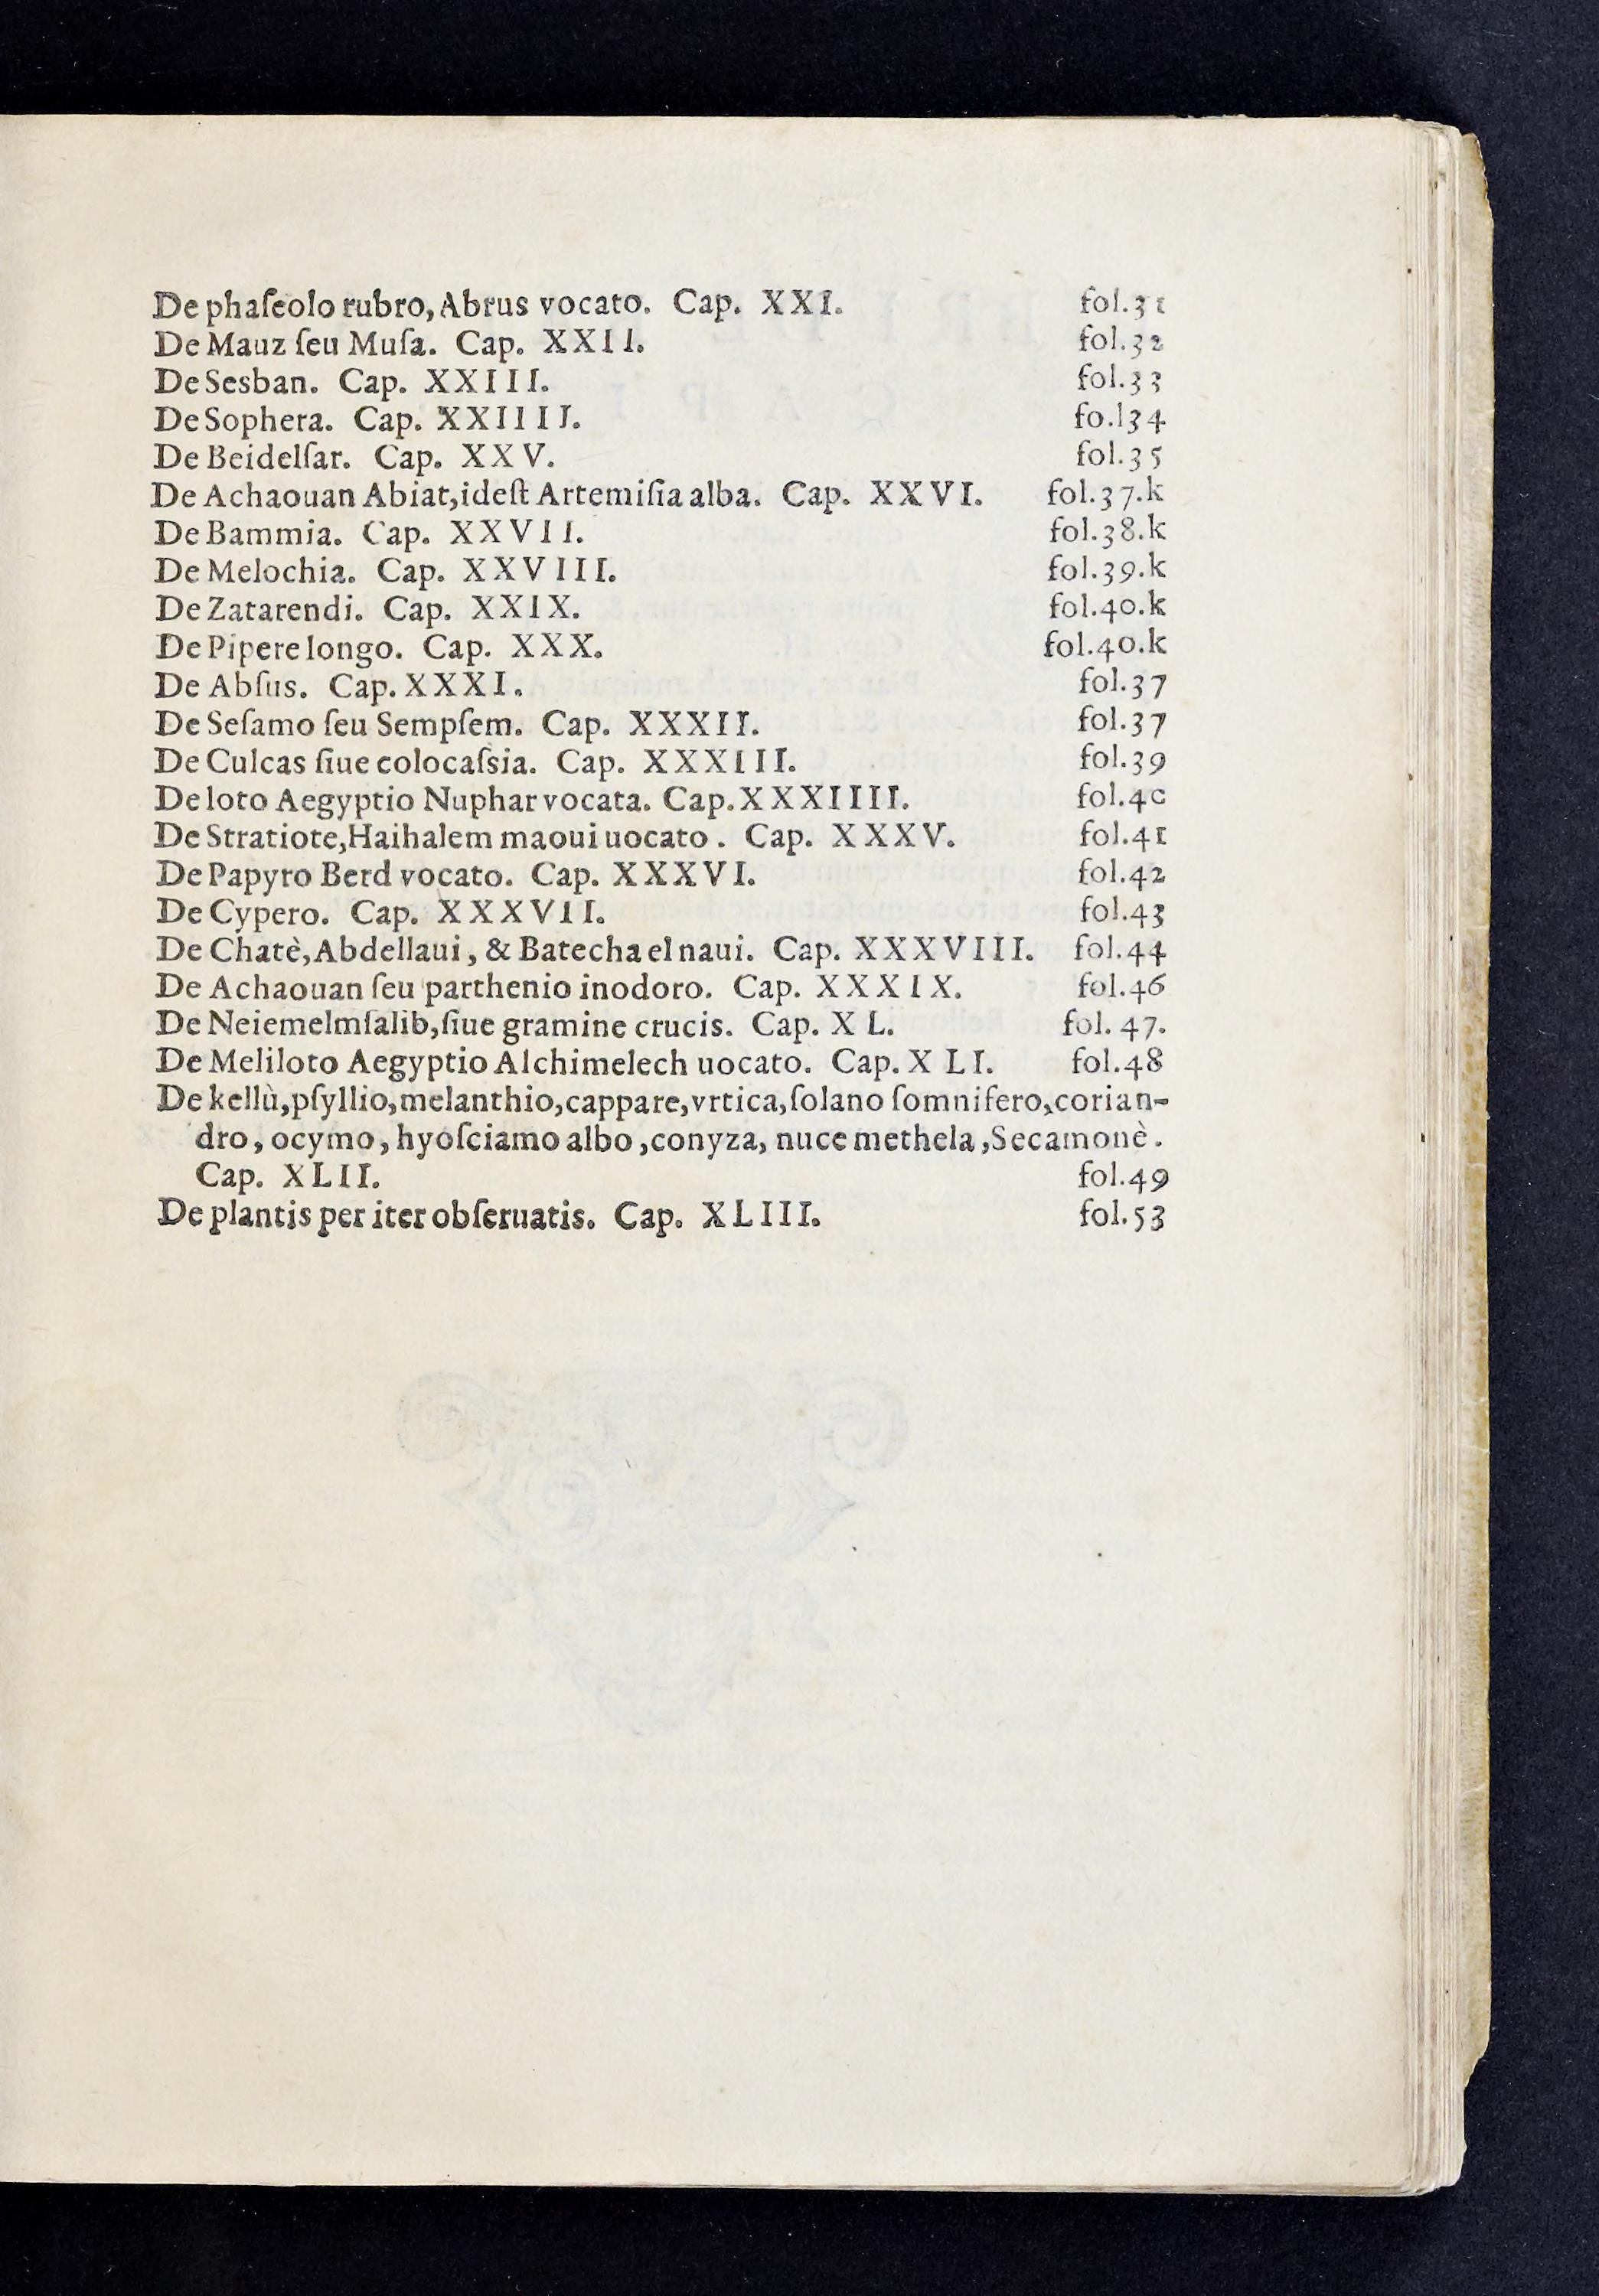 De phaſeolo rubro, Abrus vocato. Cap. XXI. fol.31
De Mauz ſeu Muſa. Cap. XXII. fol.32
De Sesban. Cap. XXIII. fol.33
De Sophera. Cap. XXIIII. fo.l34
De Beidelſar. Cap. XXV. fol.35
De Achaouan Abiat, ideſt Artemiſia alba. Cap. XXVI. fol.37.k
De Bammia. Cap. XXVII. fol.38.k
De Melochia. Cap. XXVIII. fol.39.k
De Zatarendi. Cap. XXIX. fol.40.k
De Pipere longo. Cap. XXX. fol.40.k
De Abſus. Cap. XXXI. fol.37
De Seſamo ſeu Sempſem. Cap. XXXII. fol.37
De Culcas ſiue colocaſsia. Cap. XXXIII. fol.39
De loto Aegyptio Nuphar vocata. Cap. XXXIIII. fol.40
De Stratiote, Haihalem maoui uocato. Cap. XXXV. fol.41
De Papyro Berd vocato. Cap. XXXVI. fol.42
De Cypero. Cap. XXXVII. fol.43
De Chatè, Abdellaui, & Batecha el naui. Cap. XXXVIII. fol.44
De Achaouan ſeu parthenio inodoro. Cap. XXXIX. fol.46
De Neiemelmſalib, ſiue gramine crucis. Cap. XL. fol. 47.
De Meliloto Aegyptio Alchimelech uocato. Cap. XLI. fol.48
De kellù, pſyllio, melanthio, cappare, vrtica, ſolano ſomnifero, corian-
dro, ocymo, hyoſciamo albo, conyza, nuce methela, Secamonè.
Cap. XLII. fol.49
De plantis per iter obſeruatis. Cap. XLIII. fol.53